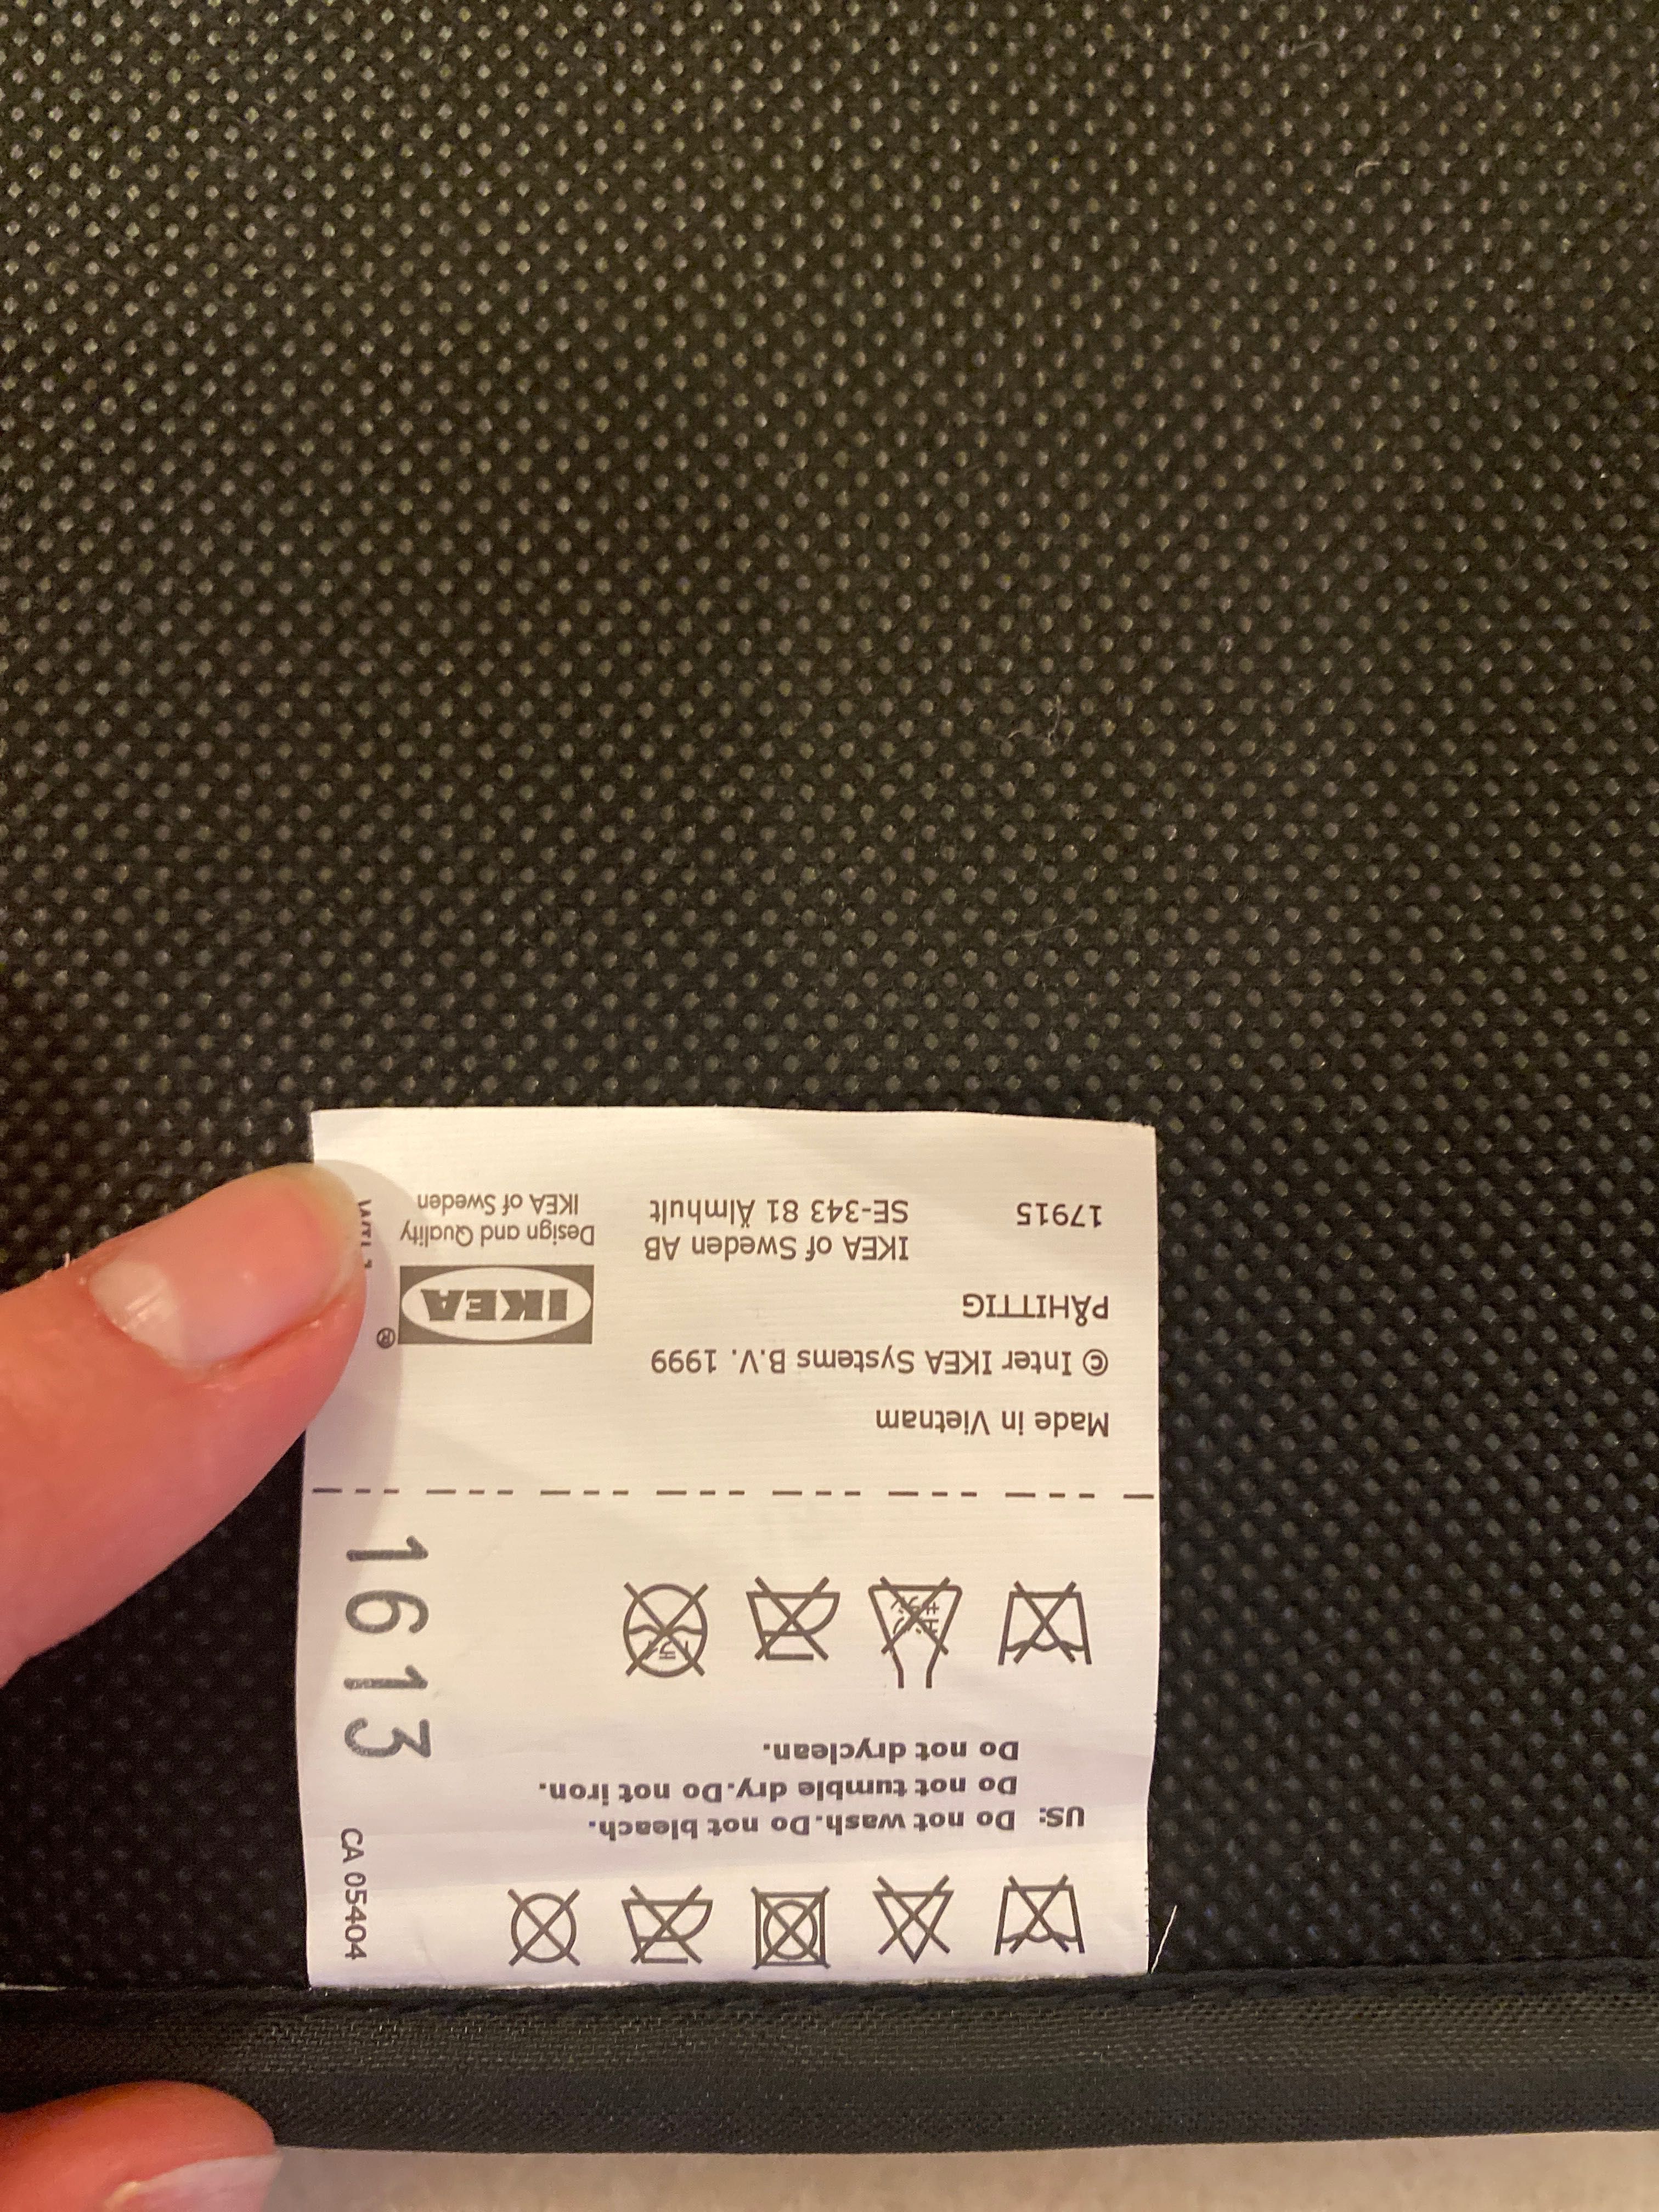 US: Do not wash.Do not bleach.
Do not tumble dry.Do not iron.
Do not dryclean.
CA 05404
1613
Made in Vietnam
© Inter IKEA Systems B.V. 1999
PÅHITTIG
IKEA of Sweden AB
SE-343 81 Älmhult
17915
IKEA®
Design and Quality
IKEA of Sweden